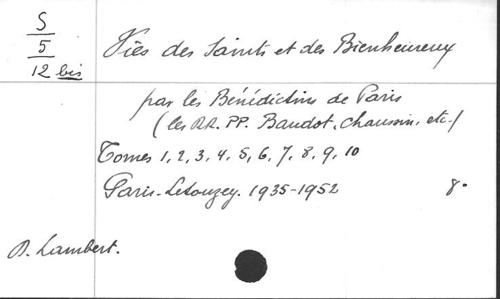 S
5
12 bis
Vies des Saints et des Bienheureux
par les Bénédictins de Paris
(les RR. PP. Baudot, Chaussin, etc.)
Tomes 1, 2, 3, 4, 5, 6, 7, 8, 9, 10
Paris-Letouzey. 1935-1952 8°
D. Lambert.